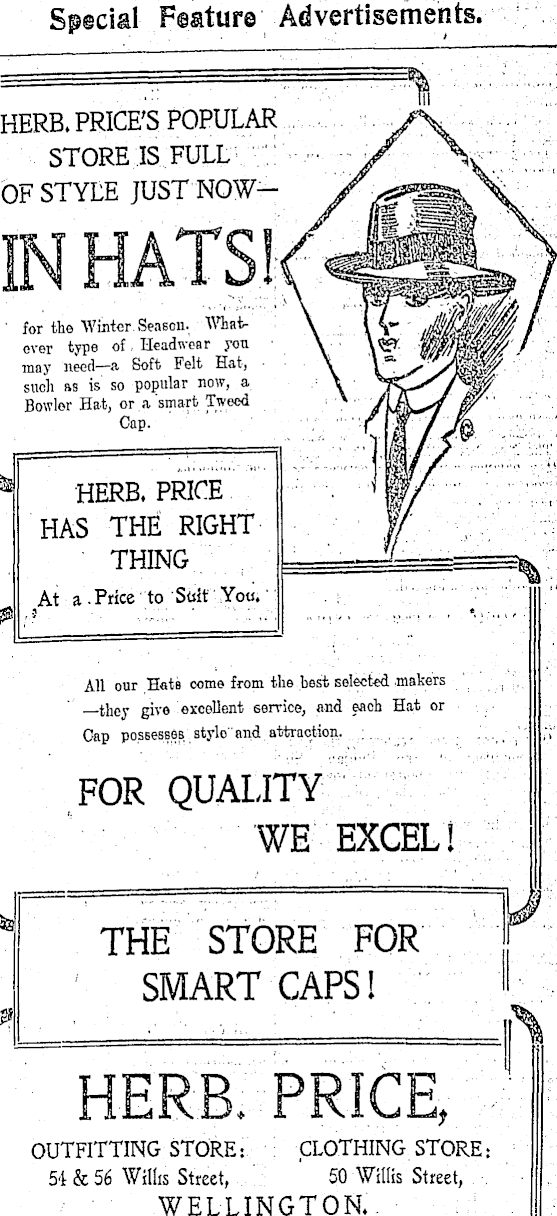 Special Feature Advertisements.
HERB. PRICE'S POPULAR
STORE IS FULL
OF STYLE JUST NOW—
IN HATS!
for the Winter Season. What-
ever type of Headwear you
may need—a Soft Felt Hat,
such as is so popular now, a
Bowler Hat, or a smart Tweed
Cap.
HERB. PRICE
HAS THE RIGHT
THING
At a Price to Suit You.
All our Hats come from the best selected makers
—they give excellent service, and each Hat or
Cap possesses style and attraction.
FOR QUALITY
WE EXCEL!
THE STORE FOR
SMART CAPS!
HERB. PRICE,
OUTFITTING STORE: CLOTHING STORE:
54 & 56 Willis Street, 50 Willis Street,
WELLINGTON.